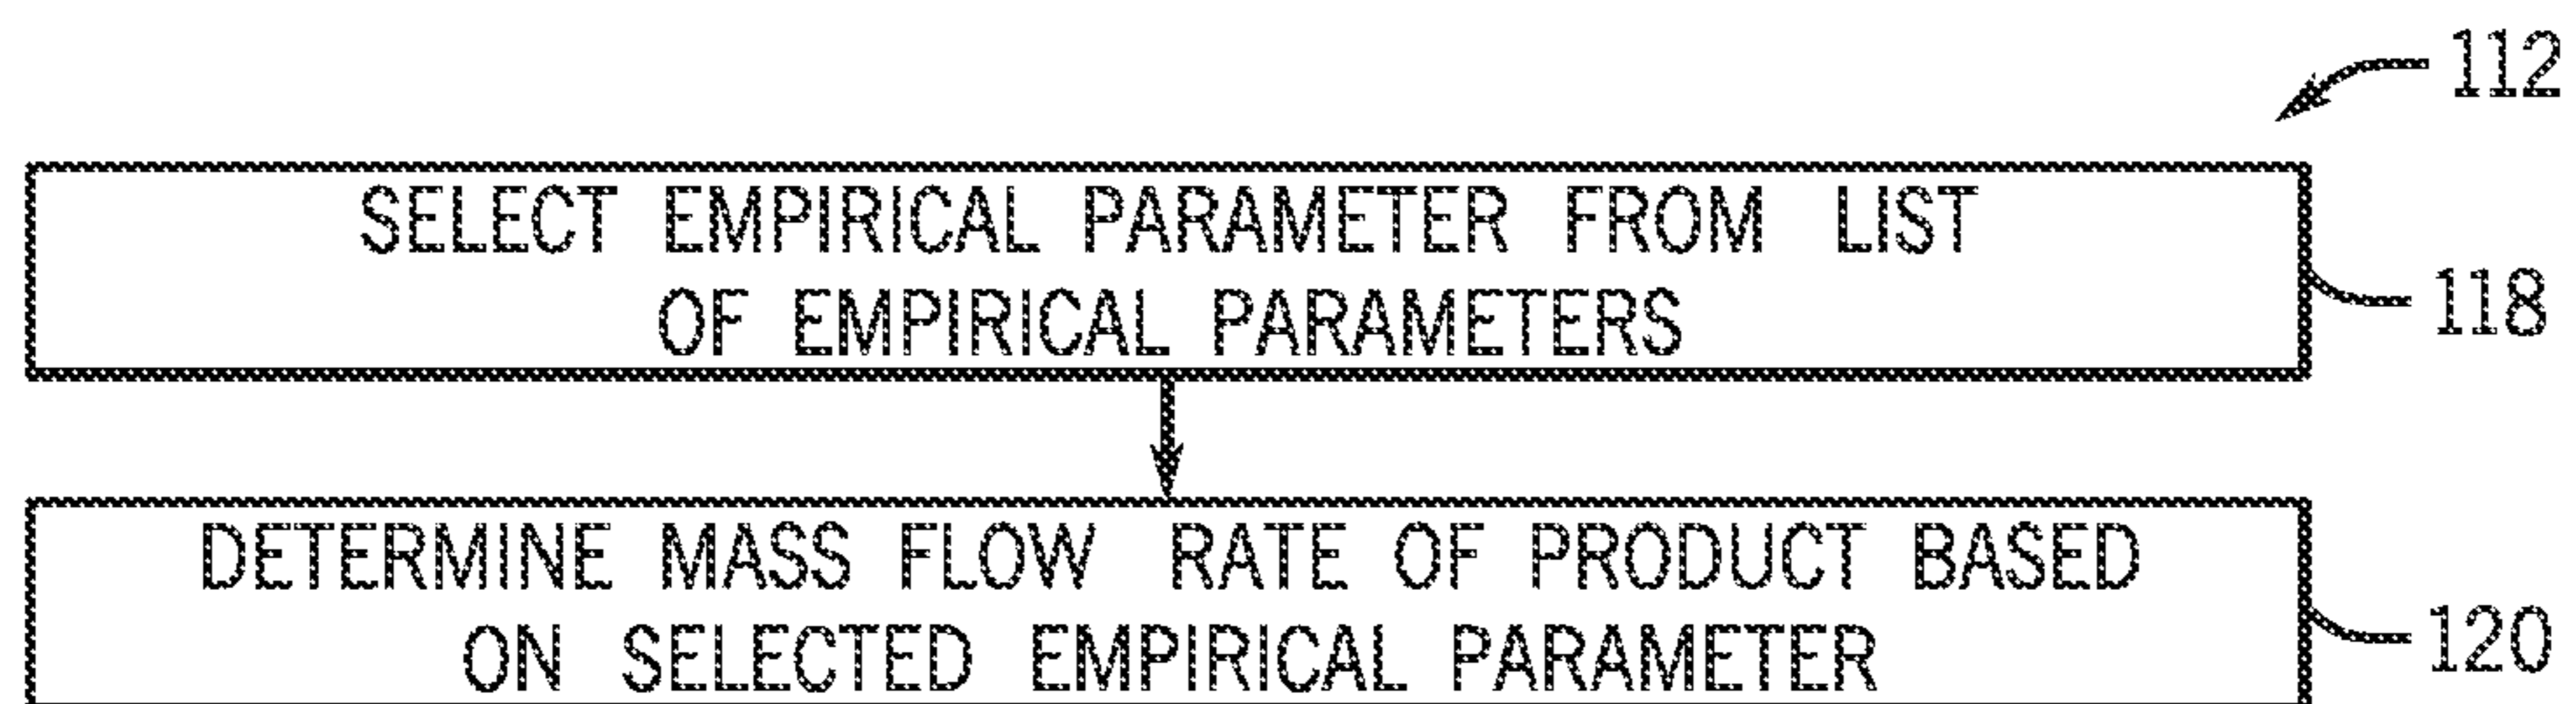 112
SELECT EMPIRICAL PARAMETER FROM LIST
OF EMPIRICAL PARAMETERS
118
DETERMINE MASS FLOW RATE OF PRODUCT BASED
ON SELECTED EMPIRICAL PARAMETER
120